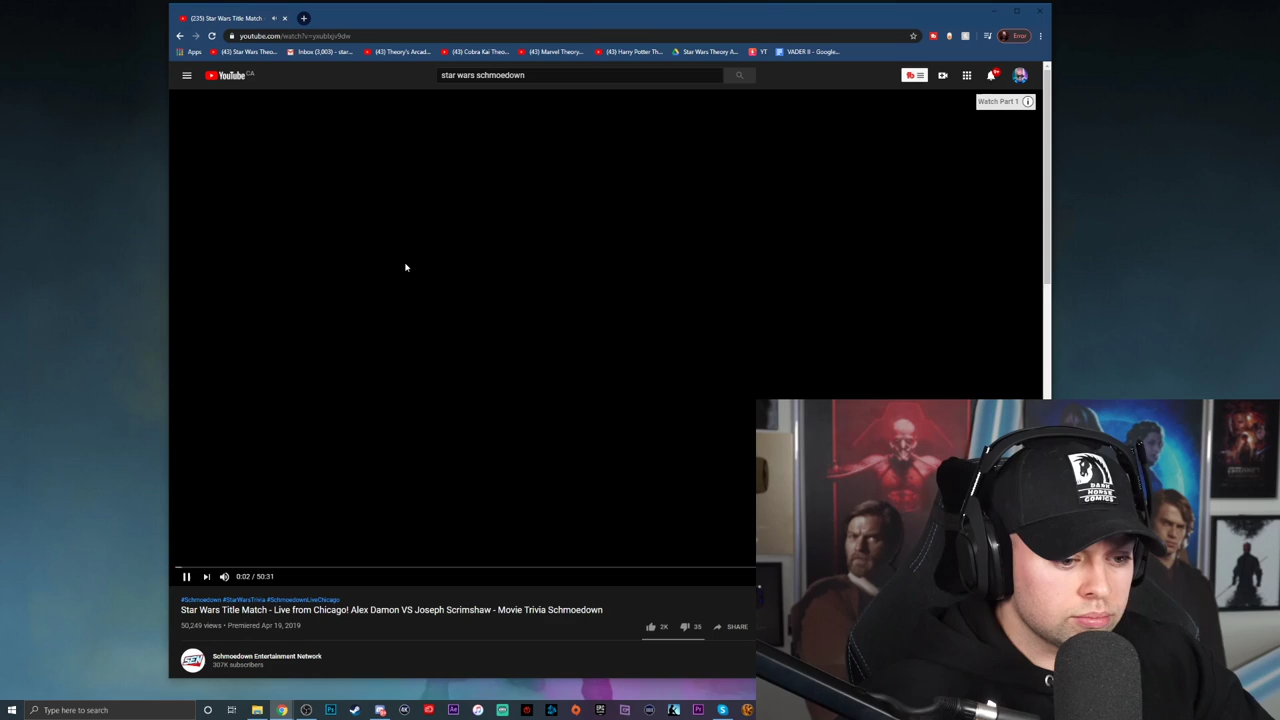 (235) Star Wars Title Match
youtube.com/watch?v=yxublxjv9dw
Error
Apps
(43) Star Wars Theo...
Inbox (3,003) - star...
(43) Theory's Arcad...
(43) Cobra Kai Theo...
(43) Marvel Theory...
(43) Harry Potter Th...
Star Wars Theory A...
YT
VADER II - Google...
YouTube CA
star wars schmoedown
9+
Watch Part 1
0:02 / 50:31
#Schmoedown #StarWarsTrivia #SchmoedownLiveChicago
Star Wars Title Match - Live from Chicago! Alex Damon VS Joseph Scrimshaw - Movie Trivia Schmoedown
50,249 views • Premiered Apr 19, 2019
2K
35
SHARE
SEN
Schmoedown Entertainment Network
307K subscribers
DARK
HORSE
COMICS
Type here to search